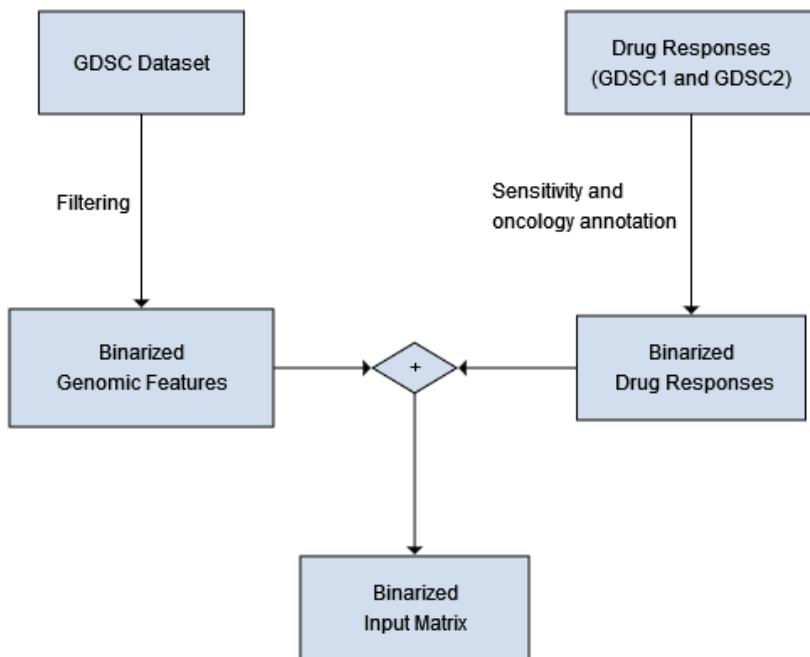 GDSC Dataset
Drug Responses
(GDSC1 and GDSC2)
Filtering
Sensitivity and
oncology annotation
Binarized
Genomic Features
+
Binarized
Drug Responses
Binarized
Input Matrix